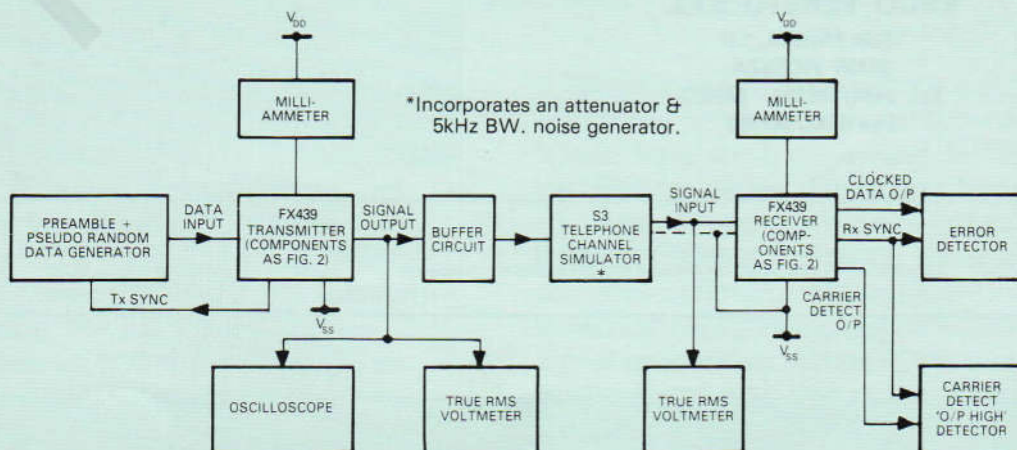 VDD
VDD
MILLI-
AMMETER
*Incorporates an attenuator &
5kHz BW. noise generator.
MILLI-
AMMETER
PREAMBLE +
PSEUDO RANDOM
DATA GENERATOR
DATA
INPUT
FX439
TRANSMITTER
(COMPONENTS
AS FIG. 2)
SIGNAL
OUTPUT
BUFFER
CIRCUIT
S3
TELEPHONE
CHANNEL
SIMULATOR
*
SIGNAL
INPUT
FX439
RECEIVER
(COMP-
ONENTS
AS FIG. 2)
CLOCKED
DATA O/P
Rx SYNC
ERROR
DETECTOR
Tx SYNC
VSS
CARRIER
DETECT
O/P
VSS
OSCILLOSCOPE
TRUE RMS
VOLTMETER
TRUE RMS
VOLTMETER
CARRIER
DETECT
'O/P HIGH'
DETECTOR